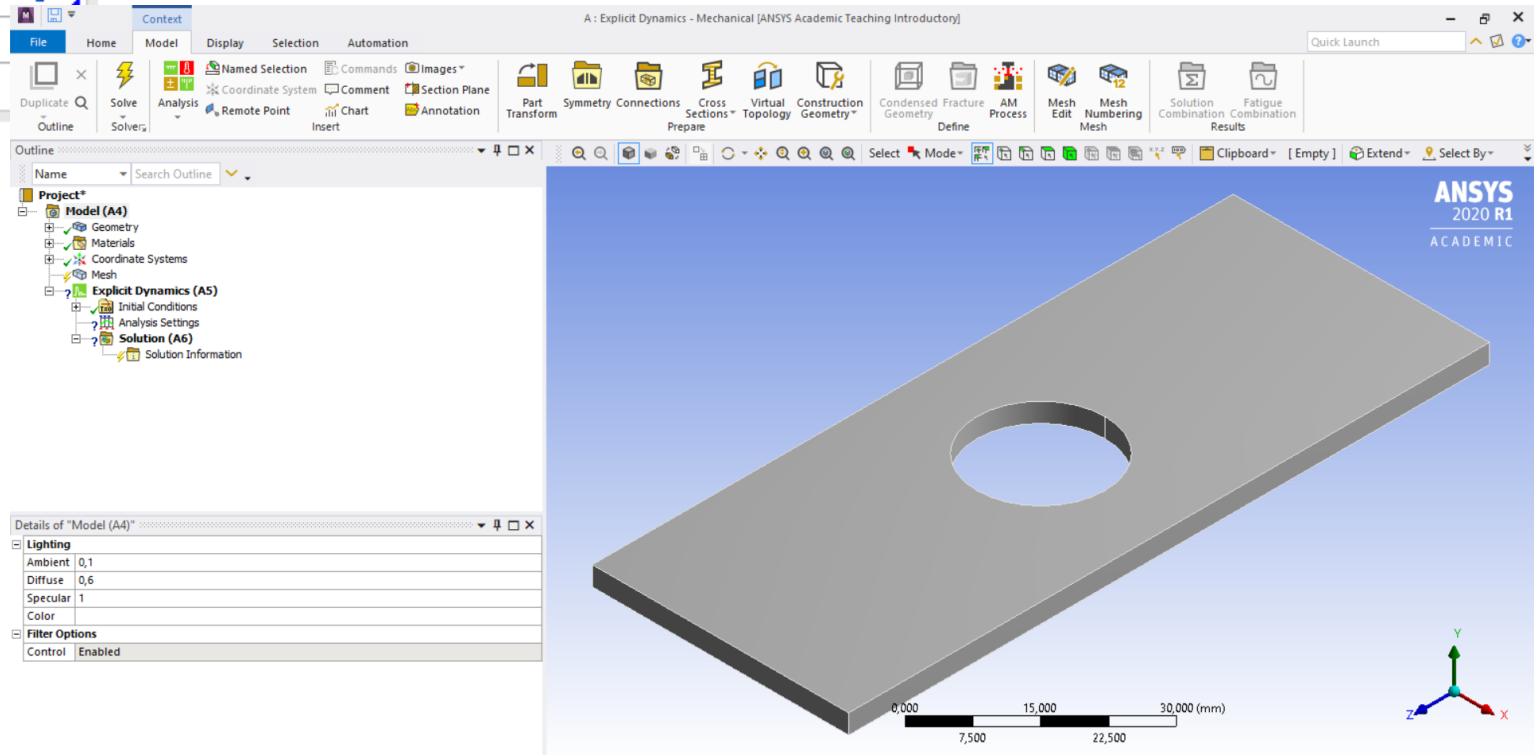 Context
A : Explicit Dynamics - Mechanical [ANSYS Academic Teaching Introductory]
File Home Model Display Selection Automation
Quick Launch
Duplicate
Outline
Solve
Solver
Analysis
Named Selection
Coordinate System
Remote Point
Commands
Comment
Chart
Images
Section Plane
Annotation
Insert
Part Transform
Symmetry
Connections
Cross Sections
Virtual Topology
Construction Geometry
Prepare
Condensed Geometry
Fracture
AM Process
Define
Mesh Edit
Mesh Numbering
Mesh
Solution Combination
Fatigue Combination
Results
Outline
Select Mode Clipboard [ Empty ] Extend Select By
Name Search Outline
Project*
Model (A4)
Geometry
Materials
Coordinate Systems
Mesh
Explicit Dynamics (A5)
Initial Conditions
Analysis Settings
Solution (A6)
Solution Information
Details of "Model (A4)"
Lighting
Ambient 0,1
Diffuse 0,6
Specular 1
Color
Filter Options
Control Enabled
ANSYS
2020 R1
ACADEMIC
0,000 15,000 30,000 (mm)
7,500 22,500
Y
Z X